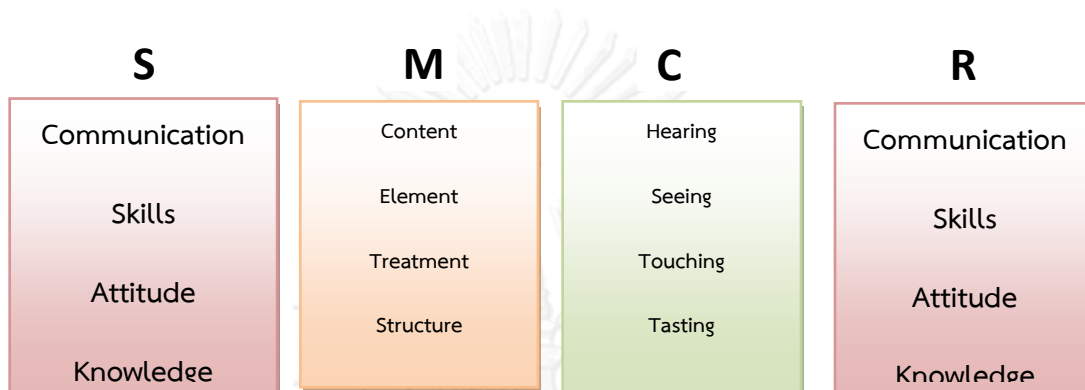 S
Communication
Skills
Attitude
Knowledge
M
Content
Element
Treatment
Structure
C
Hearing
Seeing
Touching
Tasting
R
Communication
Skills
Attitude
Knowledge